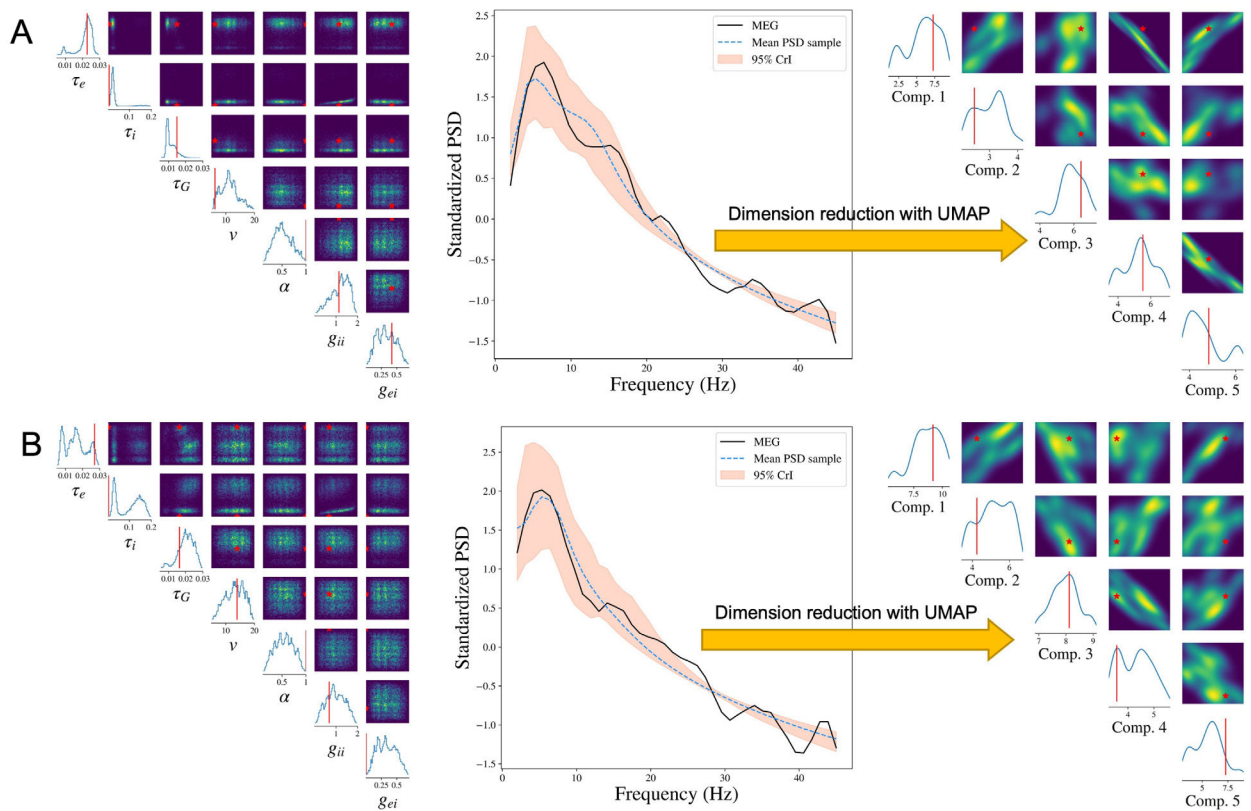 A
0.01 0.02 0.03
τe
0.1 0.2
τi
0.01 0.02 0.03
τG
10 20
v
0.5 1
α
1 2
gii
0.25 0.5
gei
Standardized PSD
2.0
1.5
1.0
0.5
0.0
-0.5
-1.0
-1.5
MEG
Mean PSD sample
95% CrI
0 10 20 30 40
Frequency (Hz)
Dimension reduction with UMAP
2.5 5 7.5
Comp. 1
3 4
Comp. 2
4 5 6
Comp. 3
4 6
Comp. 4
4 6
Comp. 5
B
0.01 0.02 0.03
τe
0.1 0.2
τi
0.01 0.02 0.03
τG
10 20
v
0.5 1
α
1 2
gii
0.25 0.5
gei
Standardized PSD
2.5
2.0
1.5
1.0
0.5
0.0
-0.5
-1.0
-1.5
MEG
Mean PSD sample
95% CrI
0 10 20 30 40
Frequency (Hz)
Dimension reduction with UMAP
7.5 10
Comp. 1
4 5 6
Comp. 2
7 8 9
Comp. 3
4 5
Comp. 4
5 7.5
Comp. 5